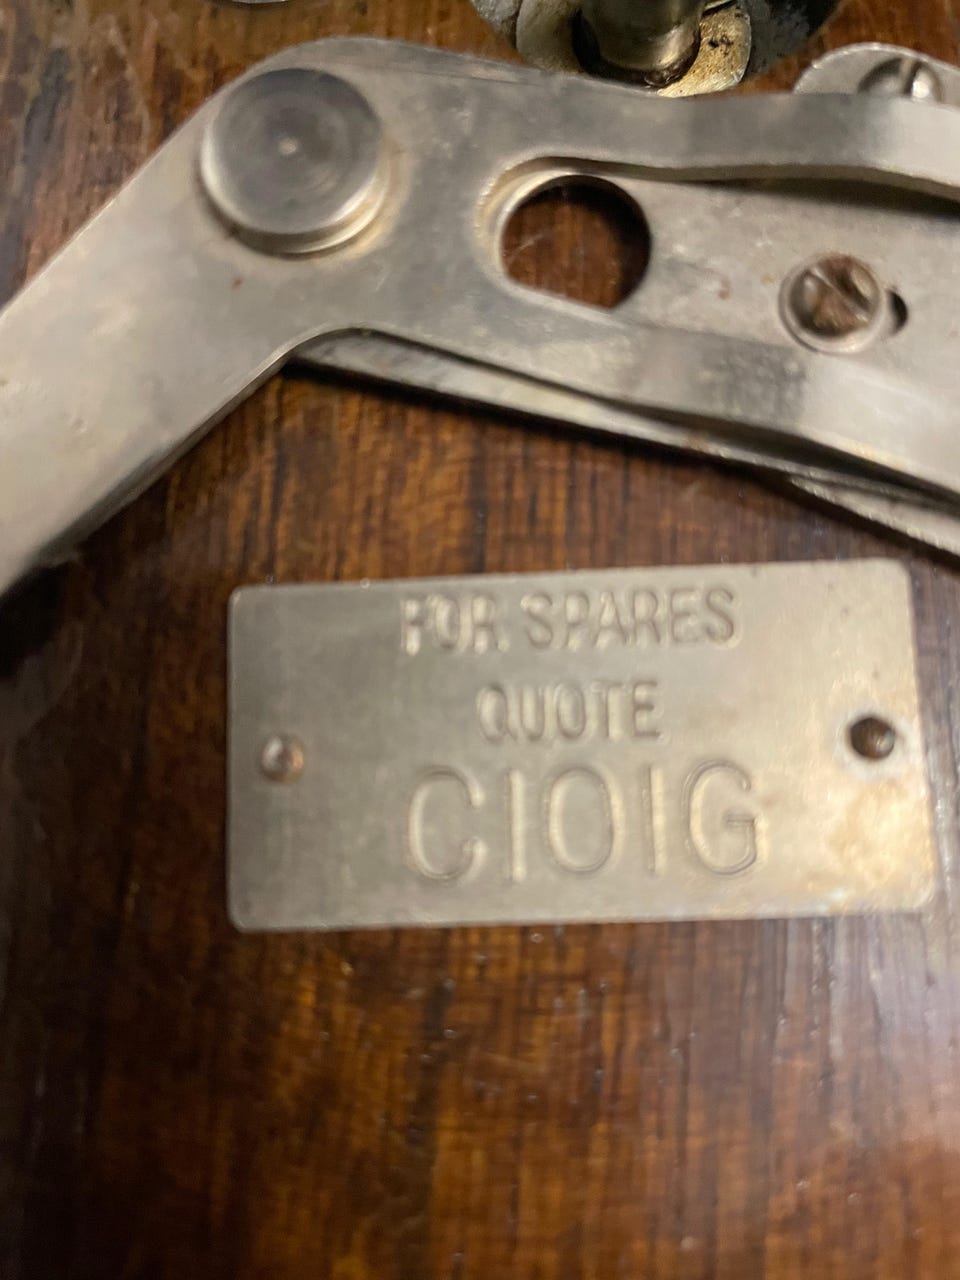 FOR SPARES
QUOTE
C101G